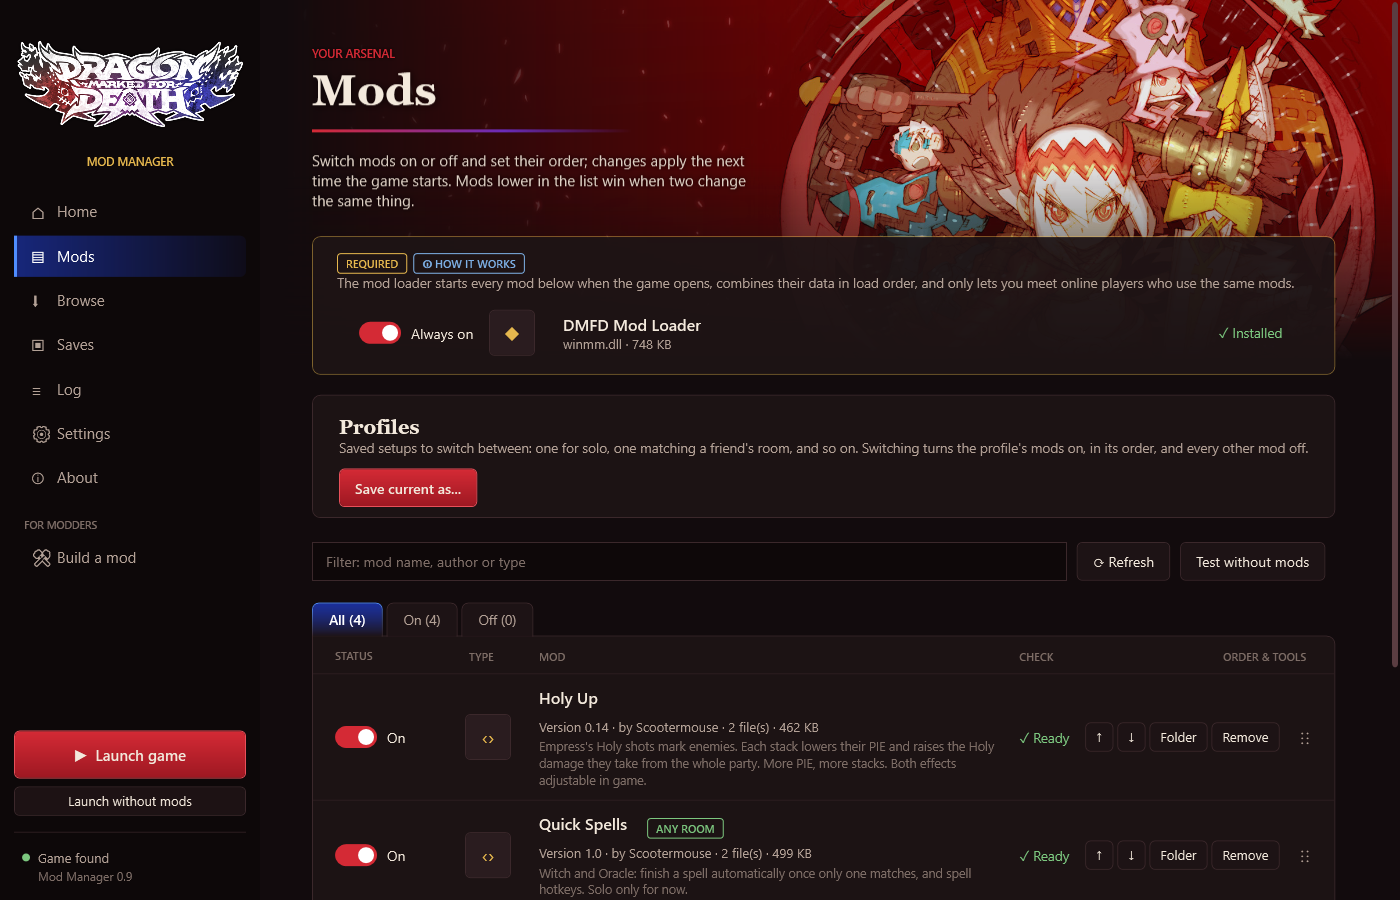 DRAGON
MARKED FOR
DEATH
MOD MANAGER
Home
Mods
Browse
Saves
Log
Settings
About
FOR MODDERS
Build a mod
Launch game
Launch without mods
Game found
Mod Manager 0.9
YOUR ARSENAL
Mods
Switch mods on or off and set their order; changes apply the next
time the game starts. Mods lower in the list win when two change
the same thing.
REQUIRED HOW IT WORKS
The mod loader starts every mod below when the game opens, combines their data in load order, and only lets you meet online players who use the same mods.
Always on
DMFD Mod Loader
winmm.dll · 748 KB
✓ Installed
Profiles
Saved setups to switch between: one for solo, one matching a friend's room, and so on. Switching turns the profile's mods on, in its order, and every other mod off.
Save current as...
Filter: mod name, author or type
⟳ Refresh
Test without mods
All (4) On (4) Off (0)
STATUS TYPE MOD CHECK ORDER & TOOLS
Holy Up
On
Version 0.14 · by Scootermouse · 2 file(s) · 462 KB
Empress's Holy shots mark enemies. Each stack lowers their PIE and raises the Holy
damage they take from the whole party. More PIE, more stacks. Both effects
adjustable in game.
✓ Ready ↑ ↓ Folder Remove
Quick Spells ANY ROOM
On
Version 1.0 · by Scootermouse · 2 file(s) · 499 KB
Witch and Oracle: finish a spell automatically once only one matches, and spell
hotkeys. Solo only for now.
✓ Ready ↑ ↓ Folder Remove